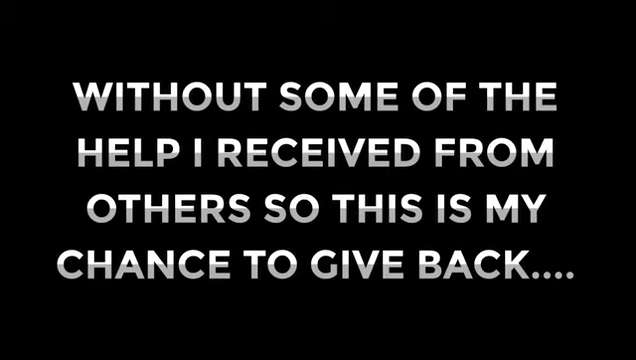 WITHOUT SOME OF THE
HELP I RECEIVED FROM
OTHERS SO THIS IS MY
CHANCE TO GIVE BACK....